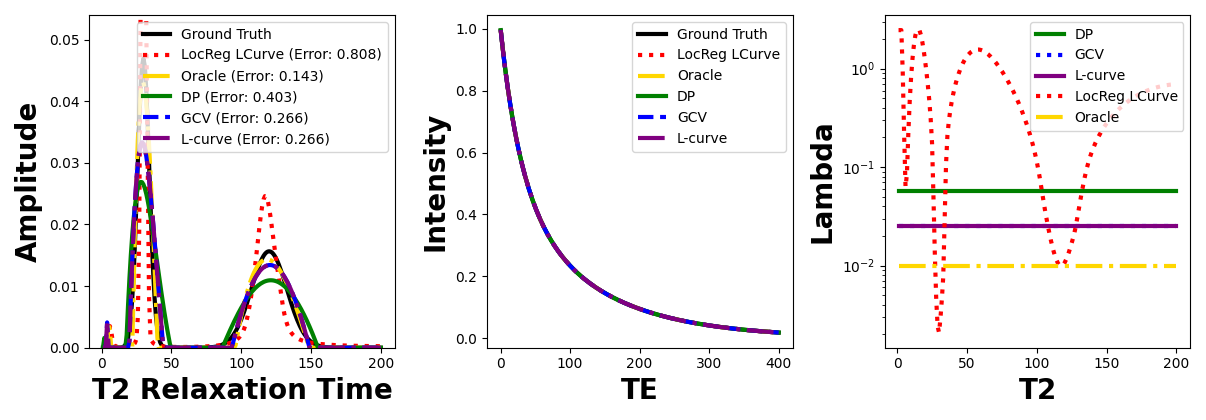 Amplitude
0.05
0.04
0.03
0.02
0.01
0.00
Ground Truth
LocReg LCurve (Error: 0.808)
Oracle (Error: 0.143)
DP (Error: 0.403)
GCV (Error: 0.266)
L-curve (Error: 0.266)
0 50 100 150 200
T2 Relaxation Time
Intensity
1.0
0.8
0.6
0.4
0.2
0.0
Ground Truth
LocReg LCurve
Oracle
DP
GCV
L-curve
0 100 200 300 400
TE
Lambda
10⁰
10⁻¹
10⁻²
DP
GCV
L-curve
LocReg LCurve
Oracle
0 50 100 150 200
T2